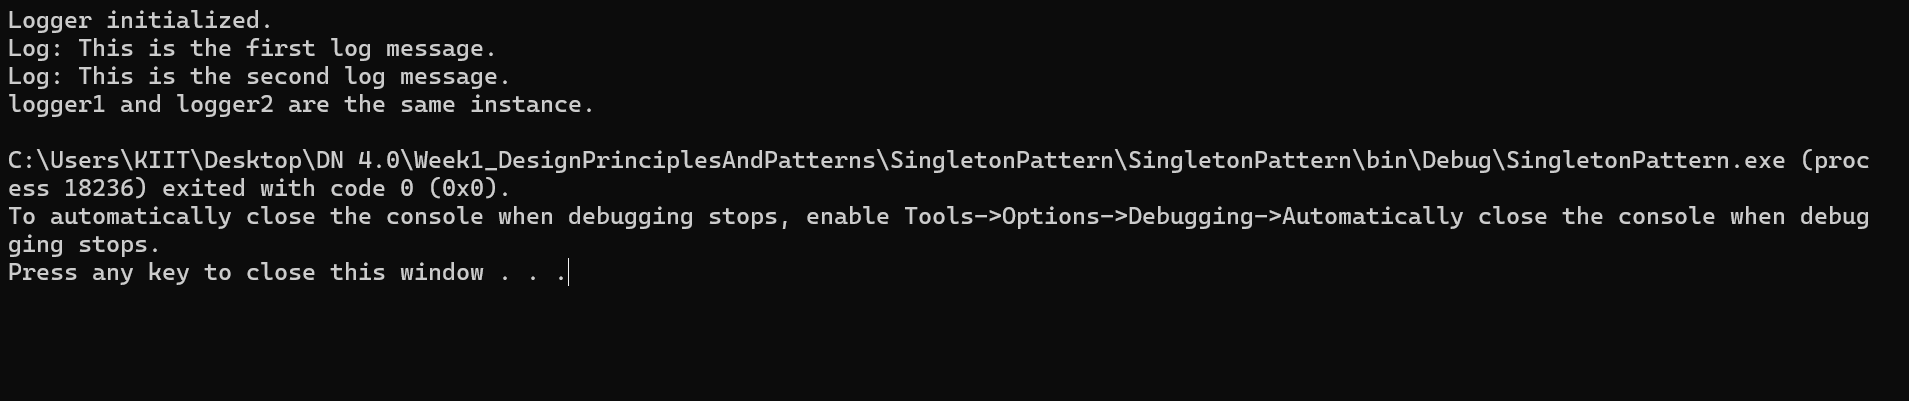 Logger initialized.
Log: This is the first log message.
Log: This is the second log message.
logger1 and logger2 are the same instance.
C:\Users\KIIT\Desktop\DN 4.0\Week1_DesignPrinciplesAndPatterns\SingletonPattern\SingletonPattern\bin\Debug\SingletonPattern.exe (proc
ess 18236) exited with code 0 (0x0).
To automatically close the console when debugging stops, enable Tools->Options->Debugging->Automatically close the console when debug
ging stops.
Press any key to close this window . . .